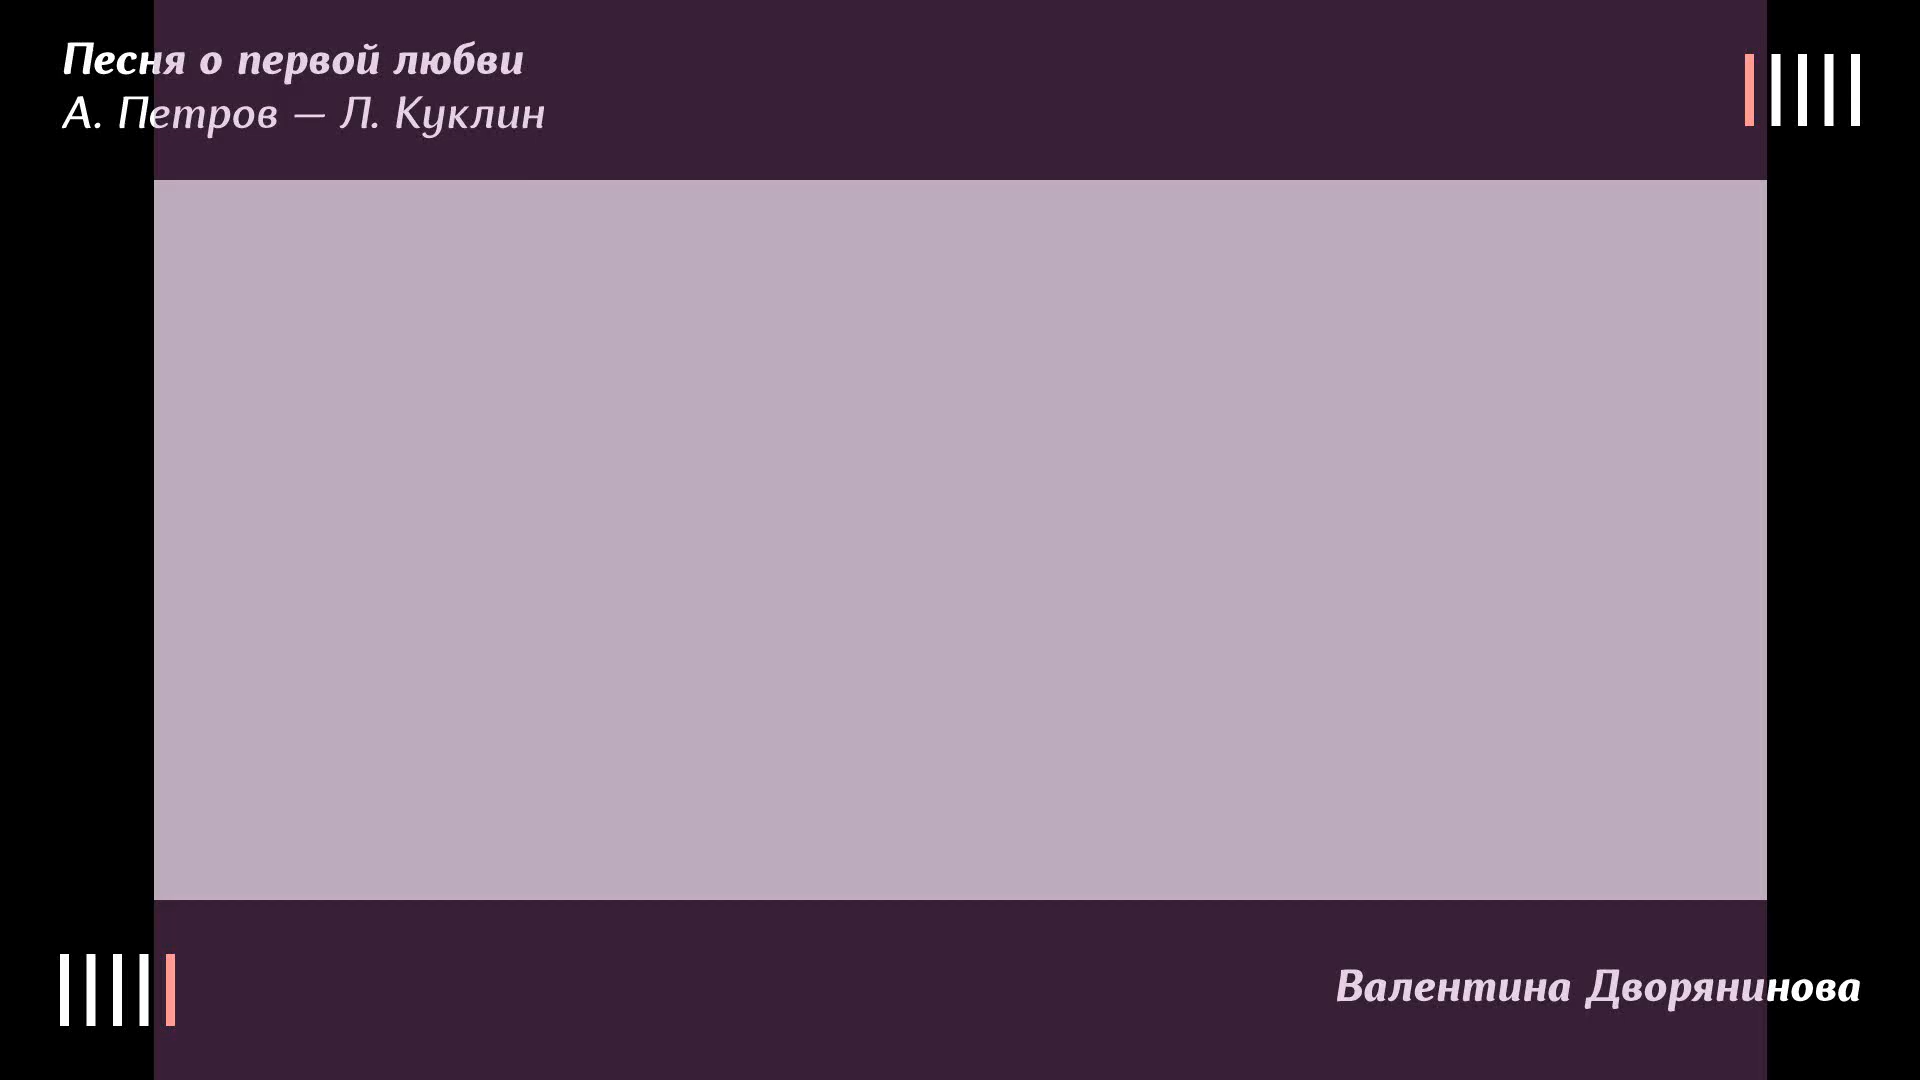 Песня о первой любви
А. Петров — Л. Куклин
Валентина Дворянинова